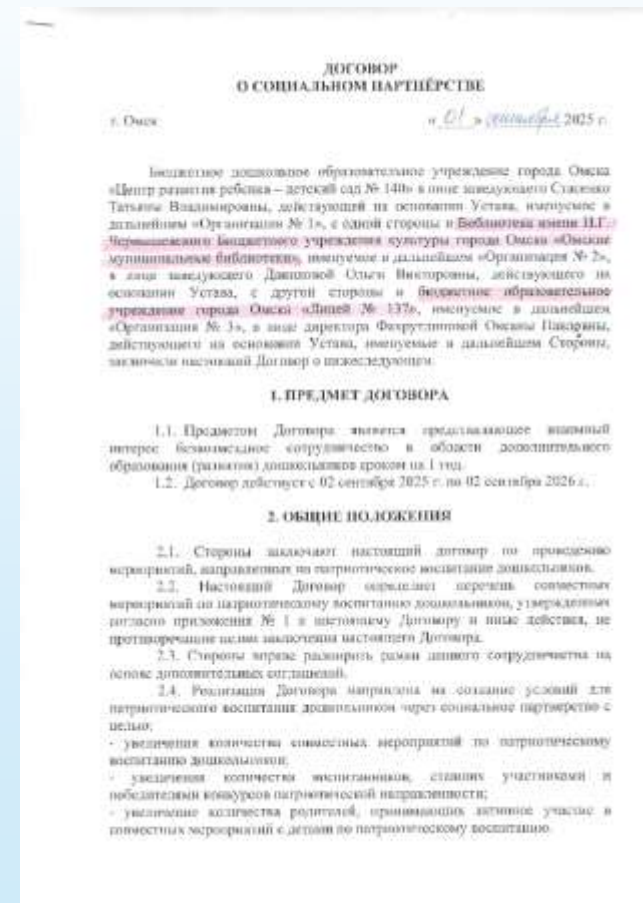 ДОГОВОР
О СОЦИАЛЬНОМ ПАРТНЁРСТВЕ
г. Омск « 01 » сентября 2025 г.
Бюджетное дошкольное образовательное учреждение города Омска
«Центр развития ребенка – детский сад № 140» в лице заведующего Стасенко
Татьяны Владимировны, действующей на основании Устава, именуемое в
дальнейшем «Организация № 1», с одной стороны и Библиотека имени Н.Г.
Чернышевского Бюджетного учреждения культуры города Омска «Омские
муниципальные библиотеки», именуемое в дальнейшем «Организация № 2»,
в лице заведующего Ольги Викторовны, действующего на
основании Устава, с другой стороны и бюджетное образовательное
учреждение города Омска «Лицей № 137», именуемое в дальнейшем
«Организация № 3», в лице директора Фахрутдиновой Оксаны Павловны,
действующего на основании Устава, именуемые в дальнейшем Стороны,
заключили настоящий Договор о нижеследующем:
1. ПРЕДМЕТ ДОГОВОРА
1.1. Предметом Договора является представляющее взаимный
интерес безвозмездное сотрудничество в области дополнительного
образования (развития) дошкольников сроком на 1 год.
1.2. Договор действует с 02 сентября 2025 г. по 02 сентября 2026 г.
2. ОБЩИЕ ПОЛОЖЕНИЯ
2.1. Стороны заключают настоящий договор по проведению
мероприятий, направленных на патриотическое воспитание дошкольников.
2.2. Настоящий Договор определяет перечень совместных
мероприятий по патриотическому воспитанию дошкольников, утвержденных
согласно приложения № 1 к настоящему Договору и иные действия, не
противоречащие целям заключения настоящего Договора.
2.3. Стороны вправе расширить рамки данного сотрудничества на
основе дополнительных соглашений.
2.4. Реализация Договора направлена на создание условий для
патриотического воспитания дошкольников через социальное партнерство с
целью:
- увеличения количества совместных мероприятий по патриотическому
воспитанию дошкольников;
- увеличения количества воспитанников, ставших участниками и
победителями конкурсов патриотической направленности;
- увеличение количества родителей, принимающих активное участие в
совместных мероприятий с детьми по патриотическому воспитанию.